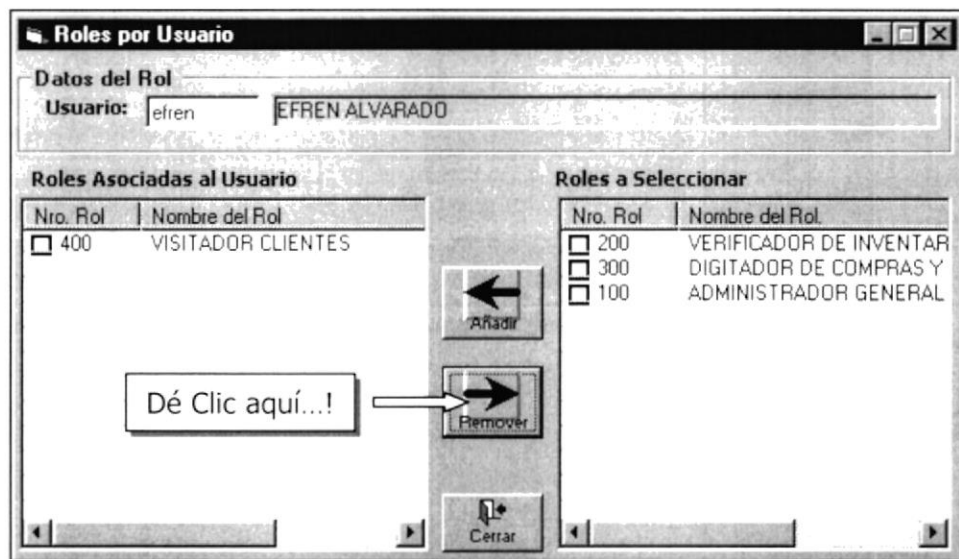 Roles por Usuario
Datos del Rol
Usuario: efren EFREN ALVARADO
Roles Asociadas al Usuario
Nro. Rol Nombre del Rol
400 VISITADOR CLIENTES
Añadir
Dé Clic aquí...!
Remover
Cerrar
Roles a Seleccionar
Nro. Rol Nombre del Rol.
200 VERIFICADOR DE INVENTAR
300 DIGITADOR DE COMPRAS Y
100 ADMINISTRADOR GENERAL